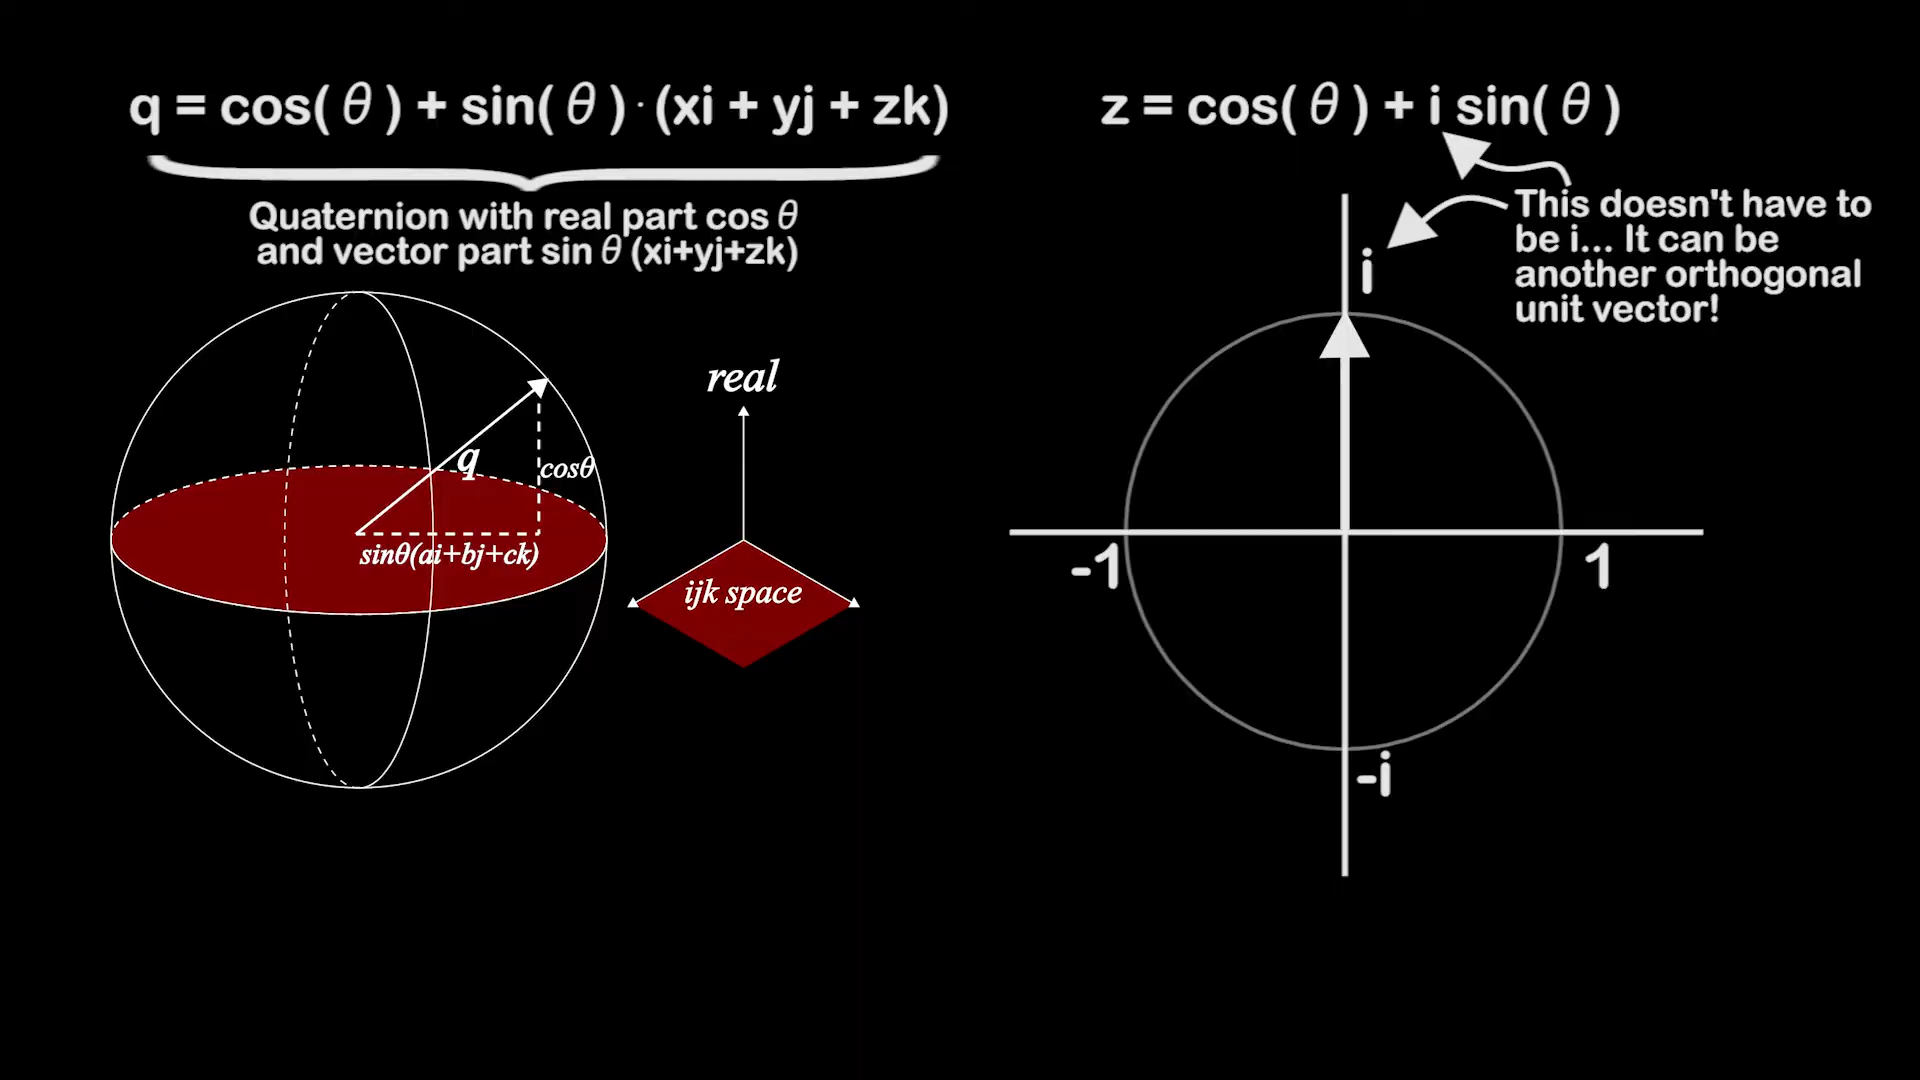 q = cos( θ ) + sin( θ ) · (xi + yj + zk)
Quaternion with real part cos θ
and vector part sin θ (xi+yj+zk)
real
q
cosθ
sinθ(ai+bj+ck)
ijk space
z = cos( θ ) + i sin( θ )
This doesn't have to
be i... It can be
another orthogonal
unit vector!
i
-1
1
-i